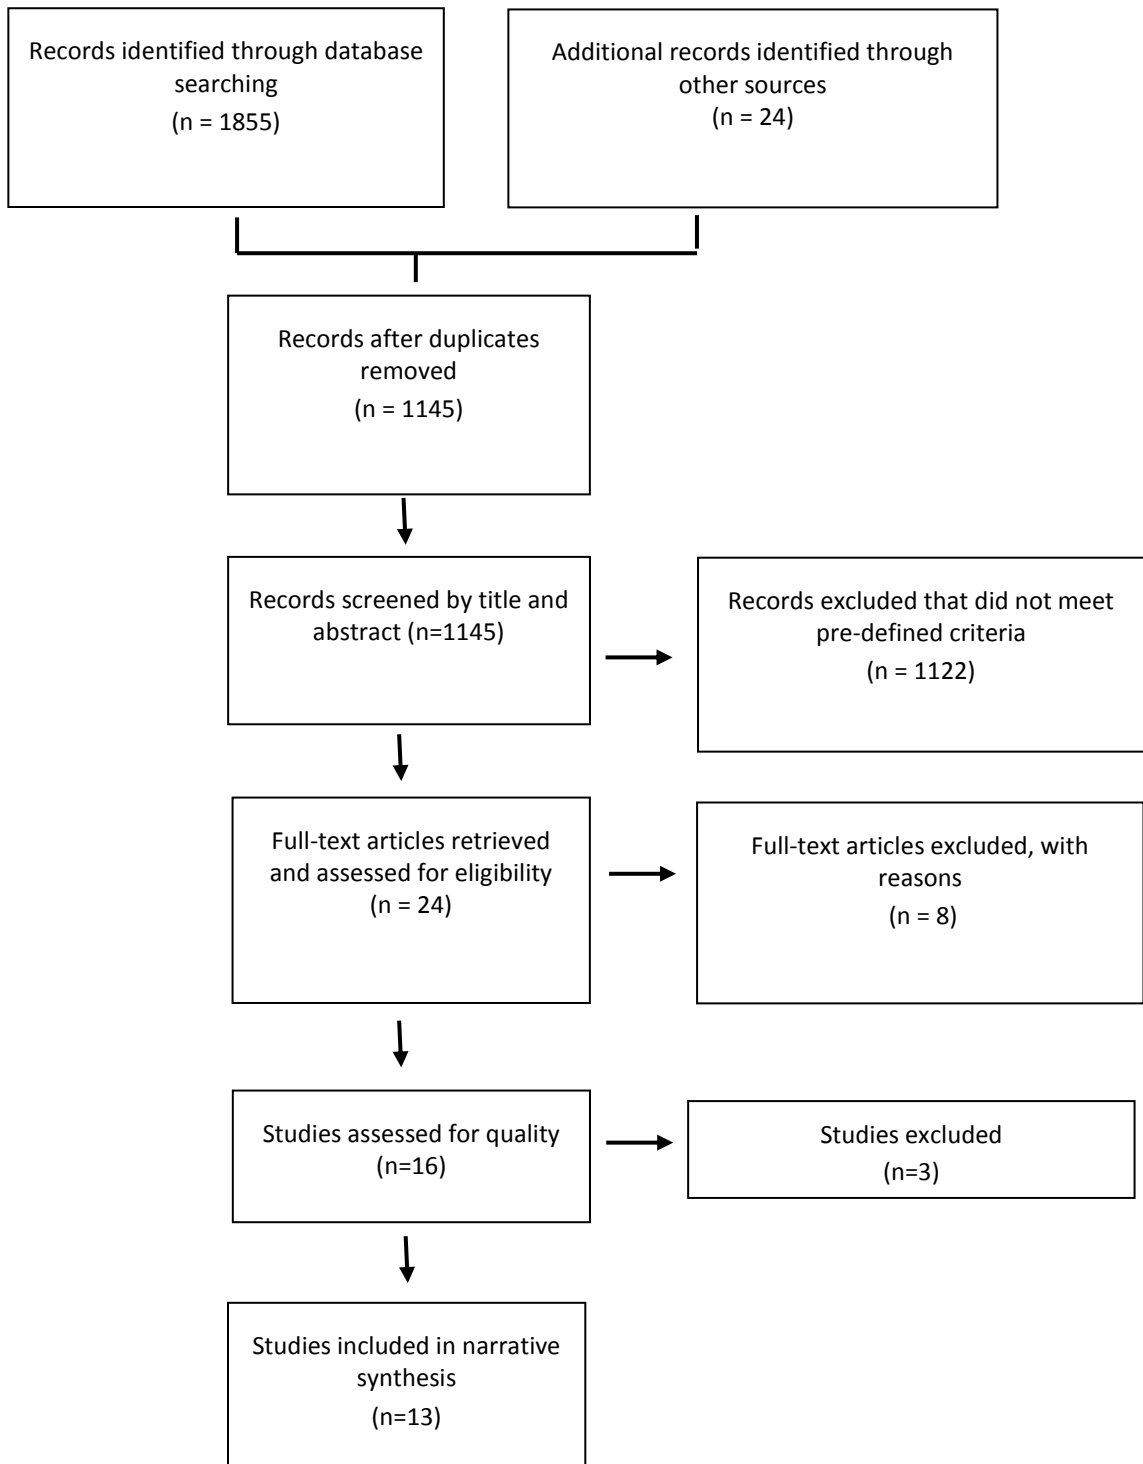 Records identified through database
searching
(n = 1855)
Additional records identified through
other sources
(n = 24)
Records after duplicates
removed
(n = 1145)
Records screened by title and
abstract (n=1145)
Records excluded that did not meet
pre-defined criteria
(n = 1122)
Full-text articles retrieved
and assessed for eligibility
(n = 24)
Full-text articles excluded, with
reasons
(n = 8)
Studies assessed for quality
(n=16)
Studies excluded
(n=3)
Studies included in narrative
synthesis
(n=13)